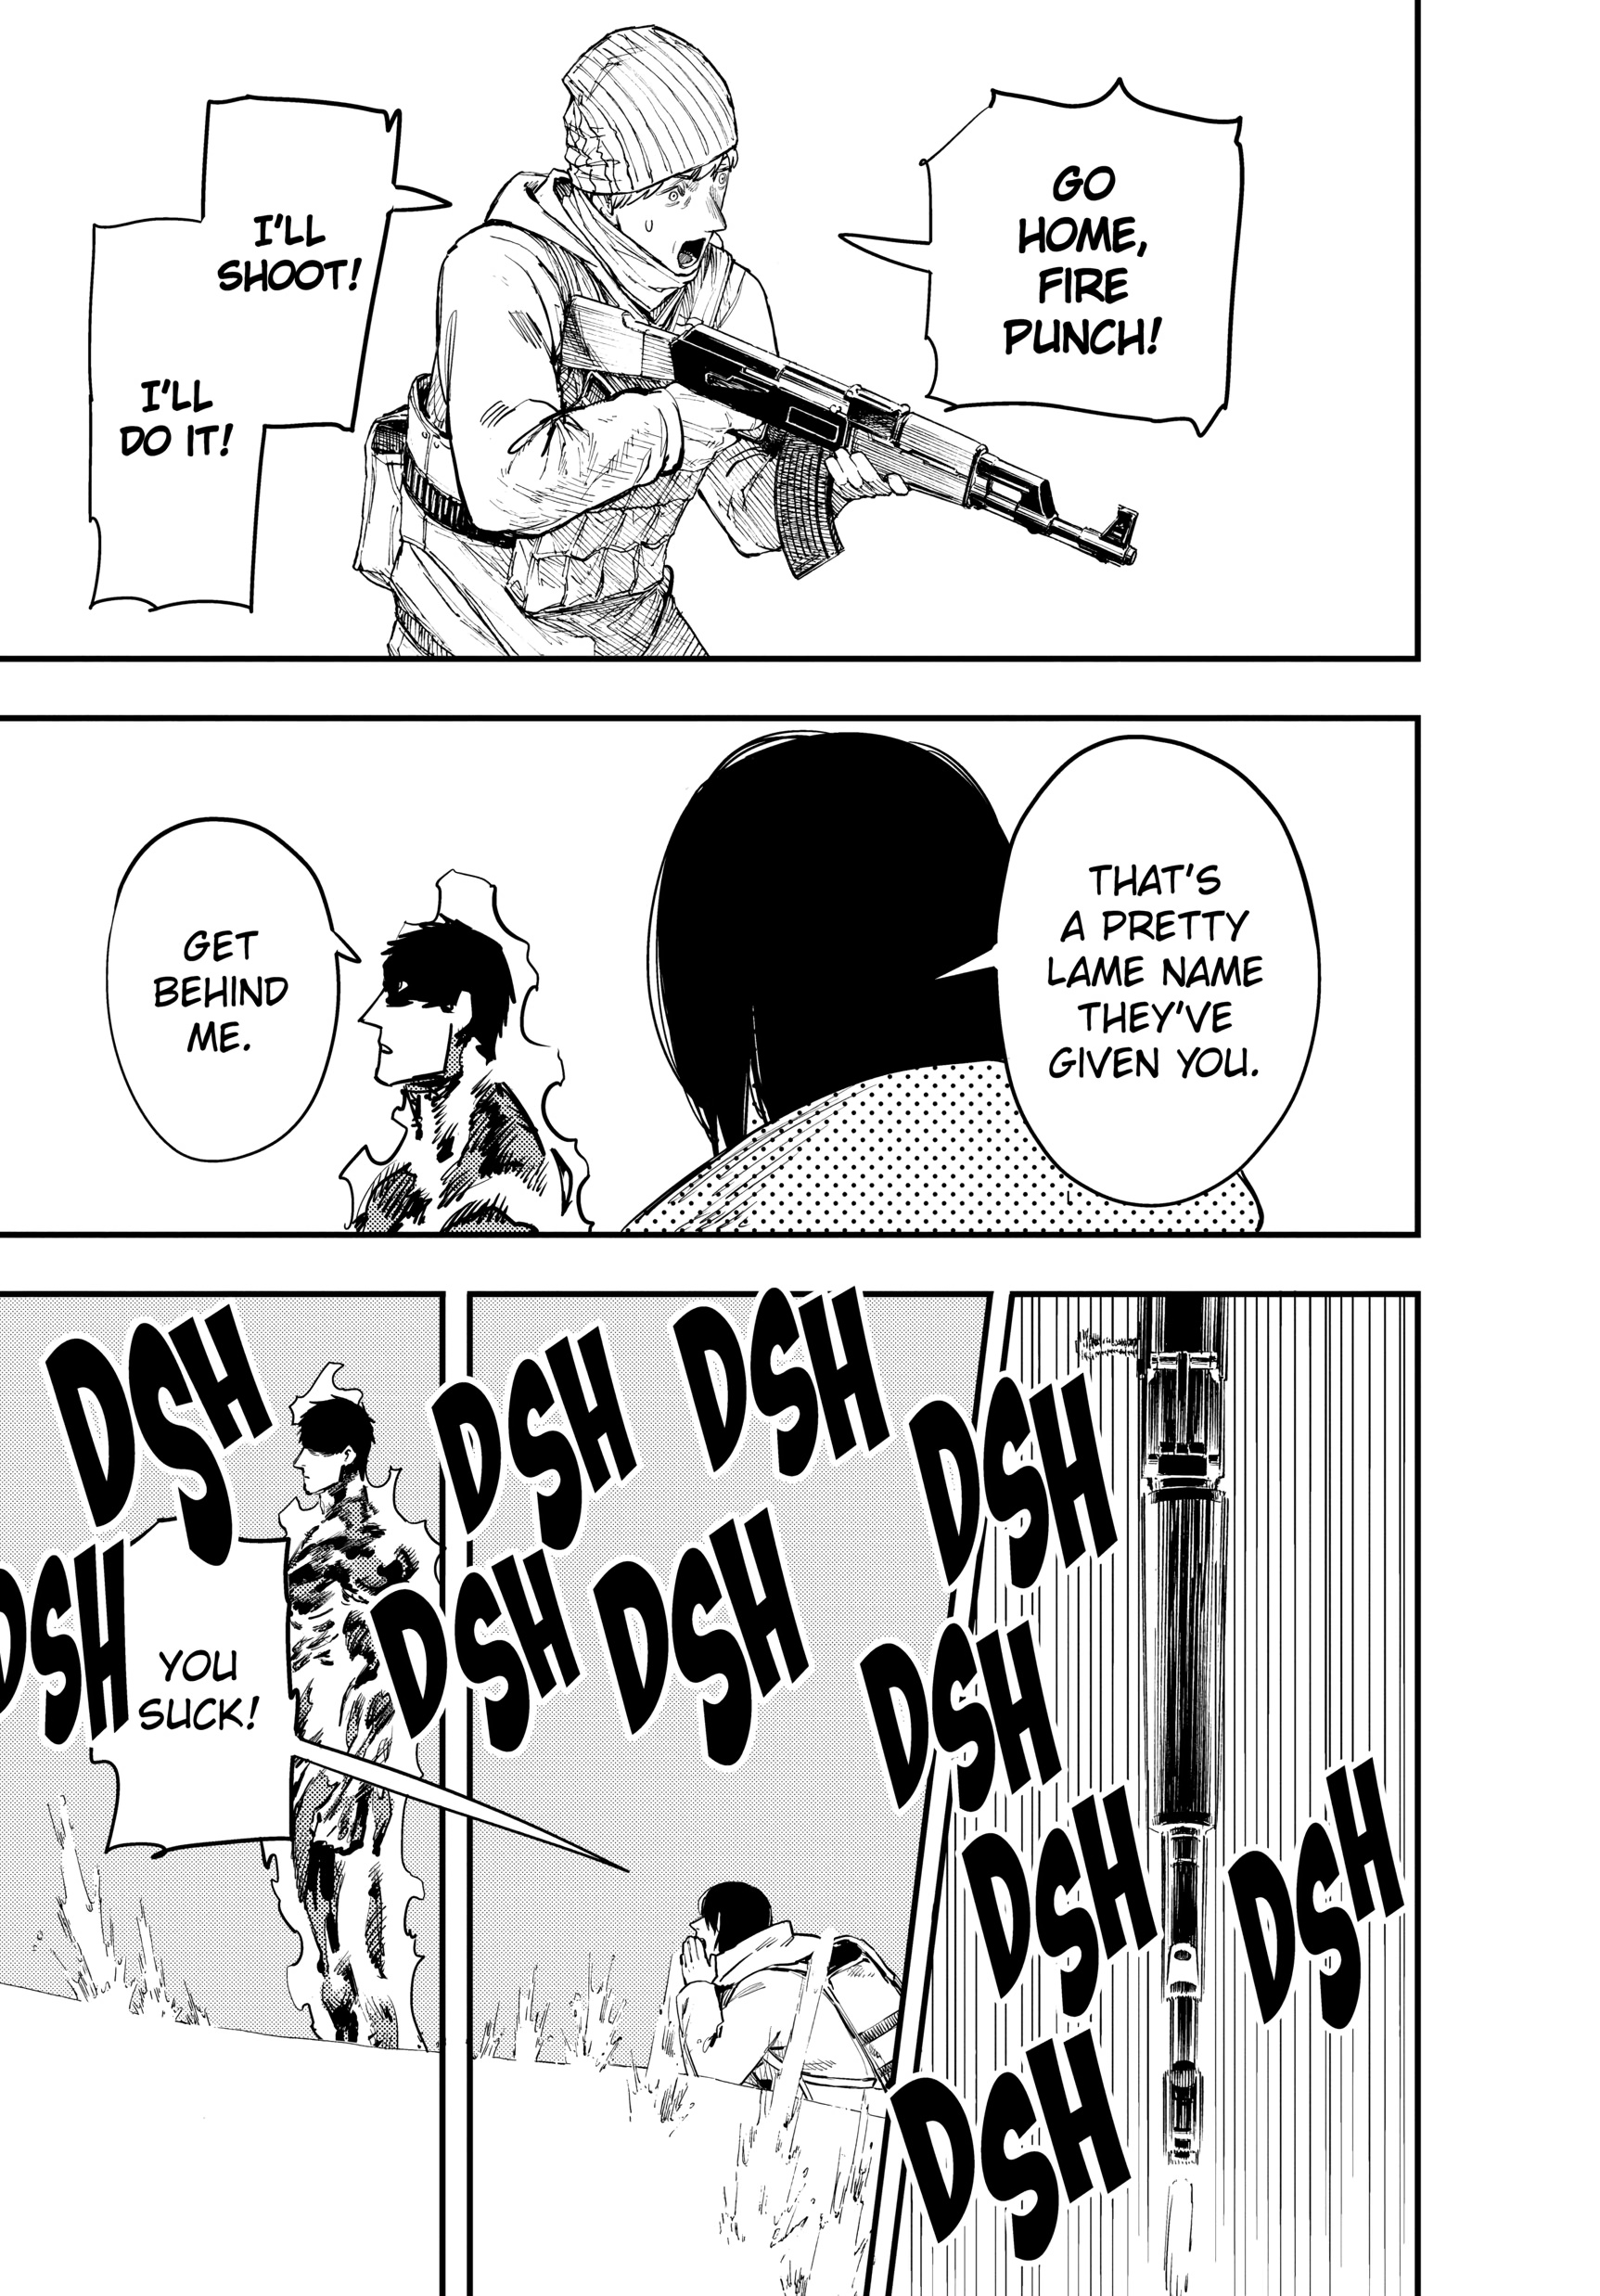 GO
HOME,
FIRE
PUNCH!
I'LL
SHOOT!
I'LL
DO IT!
THAT'S
A PRETTY
LAME NAME
THEY'VE
GIVEN YOU.
GET
BEHIND
ME.
DSH
DSH
DSH
DSH
DSH
DSH
DSH
DSH
DSH
DSH
DSH
DSH
YOU
SUCK!